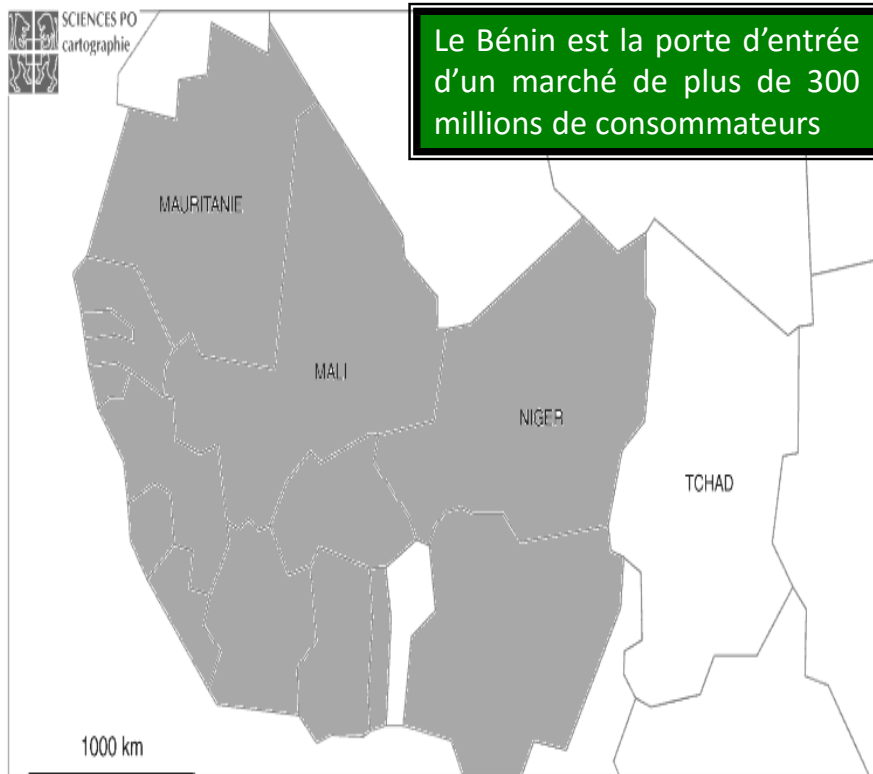 SCIENCES PO
cartographie
Le Bénin est la porte d’entrée
d’un marché de plus de 300
millions de consommateurs
MAURITANIE
MALI
NIGER
TCHAD
1000 km